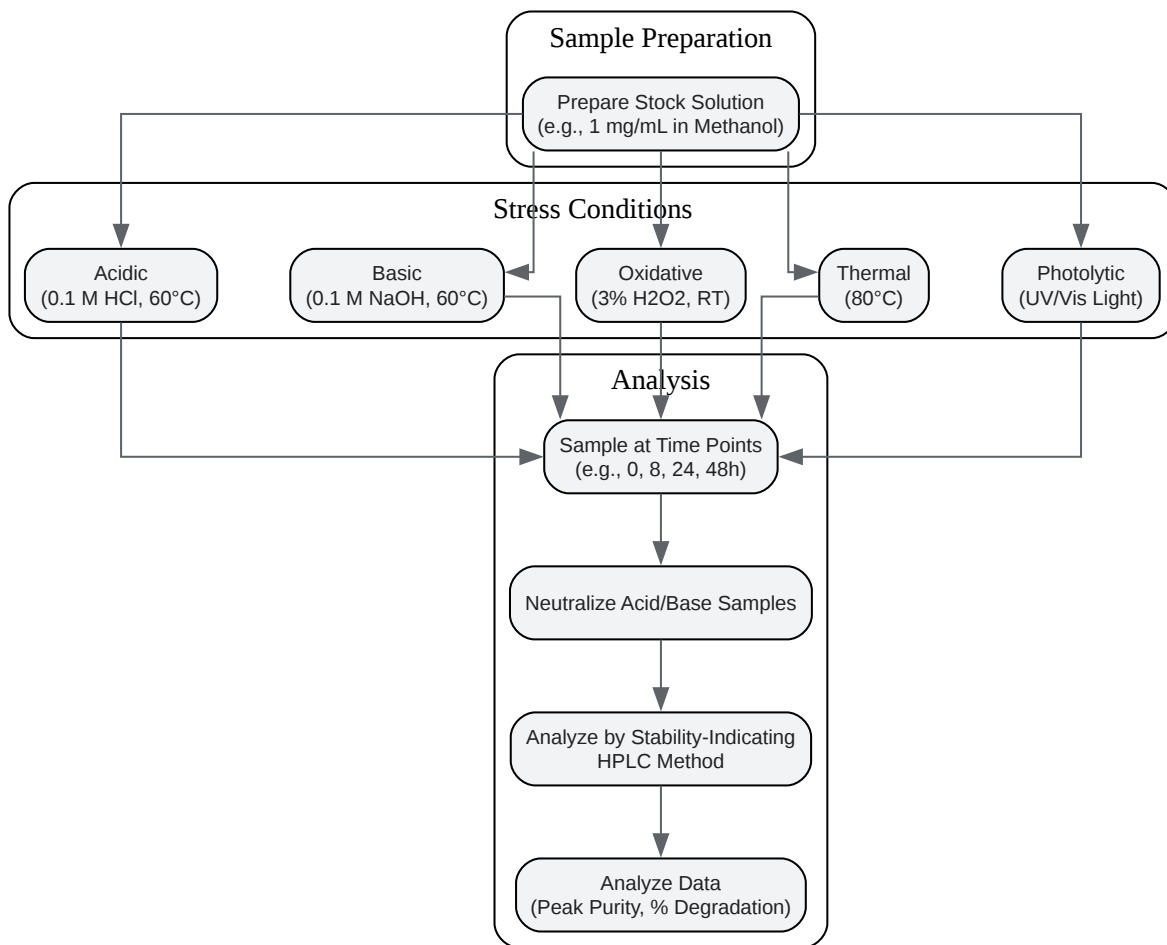 Sample Preparation
Prepare Stock Solution
(e.g., 1 mg/mL in Methanol)
Stress Conditions
Acidic
(0.1 M HCl, 60°C)
Basic
(0.1 M NaOH, 60°C)
Oxidative
(3% H2O2, RT)
Thermal
(80°C)
Photolytic
(UV/Vis Light)
Analysis
Sample at Time Points
(e.g., 0, 8, 24, 48h)
Neutralize Acid/Base Samples
Analyze by Stability-Indicating
HPLC Method
Analyze Data
(Peak Purity, % Degradation)